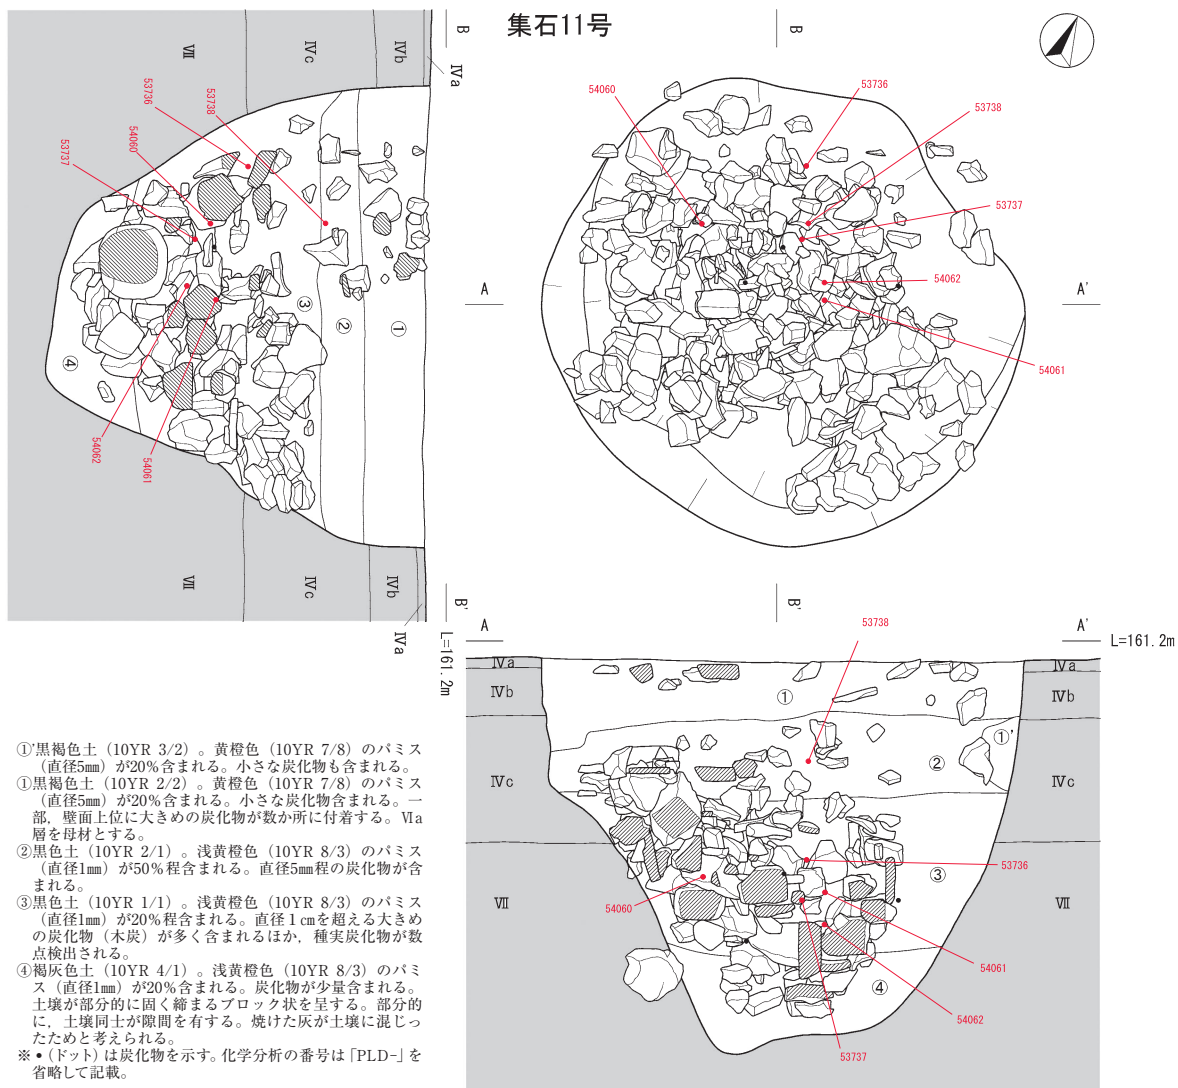 集石11号
B
B
Ⅶ
Ⅳc
Ⅳb
Ⅳa
53736
53738
54060
53737
54062
54061
①
②
③
④
Ⅶ
Ⅳc
Ⅳb
Ⅳa
B'
L=161.2m
54060
53736
53738
53737
54062
54061
A
A'
B'
A
A'
L=161.2m
53738
Ⅳa
Ⅳa
Ⅳb
Ⅳb
①
①'
②
Ⅳc
Ⅳc
53736
③
54060
Ⅶ
Ⅶ
54061
④
54062
53737
①'黒褐色土（10YR 3/2）。黄橙色（10YR 7/8）のパミス
（直径5㎜）が20％含まれる。小さな炭化物も含まれる。
①黒褐色土（10YR 2/2）。黄橙色（10YR 7/8）のパミス
（直径5㎜）が20％含まれる。小さな炭化物含まれる。一
部，壁面上位に大きめの炭化物が数か所に付着する。Ⅵa
層を母材とする。
②黒色土（10YR 2/1）。浅黄橙色（10YR 8/3）のパミス
（直径1㎜）が50％程含まれる。直径5㎜程の炭化物が含
まれる。
③黒色土（10YR 1/1）。浅黄橙色（10YR 8/3）のパミス
（直径1㎜）が20％程含まれる。直径１㎝を超える大きめ
の炭化物（木炭）が多く含まれるほか，種実炭化物が数
点検出される。
④褐灰色土（10YR 4/1）。浅黄橙色（10YR 8/3）のパミ
ス（直径1㎜）が20％含まれる。炭化物が少量含まれる。
土壌が部分的に固く締まるブロック状を呈する。部分的
に，土壌同士が隙間を有する。焼けた灰が土壌に混じっ
たためと考えられる。
※•（ドット）は炭化物を示す。化学分析の番号は「PLD-」を
省略して記載。